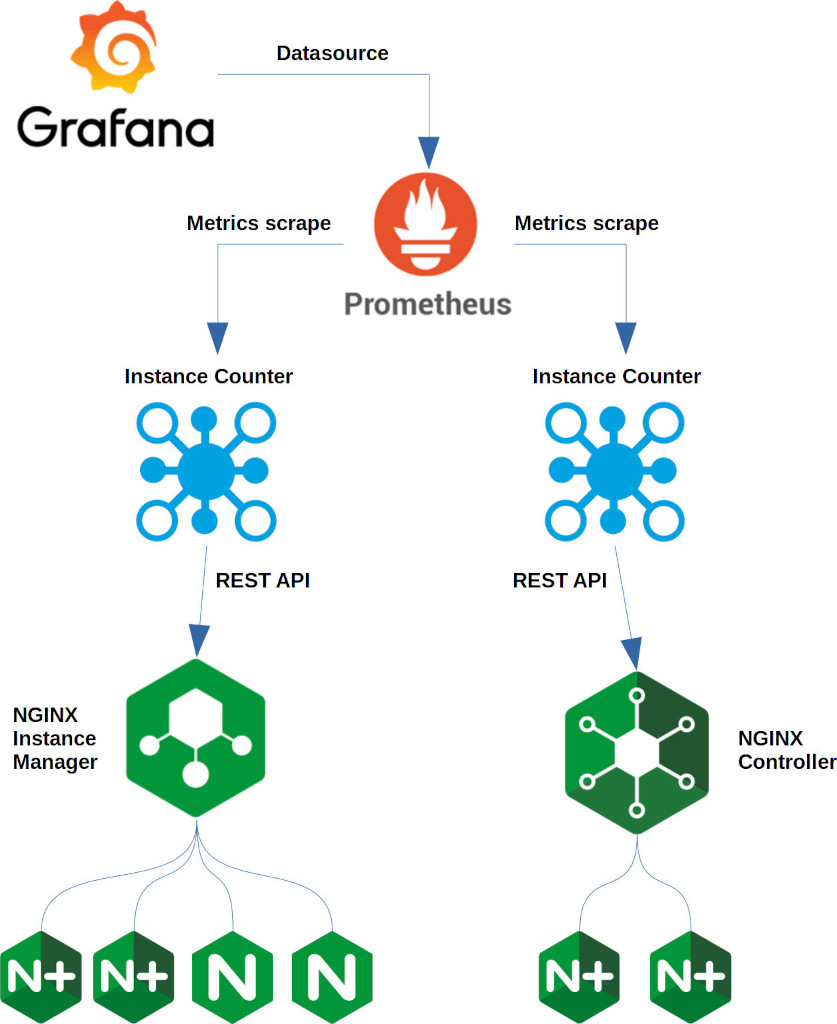 Datasource
Grafana
Metrics scrape
Metrics scrape
Prometheus
Instance Counter
Instance Counter
REST API
REST API
NGINX
Instance
Manager
NGINX
Controller
N+
N+
N
N
N+
N+